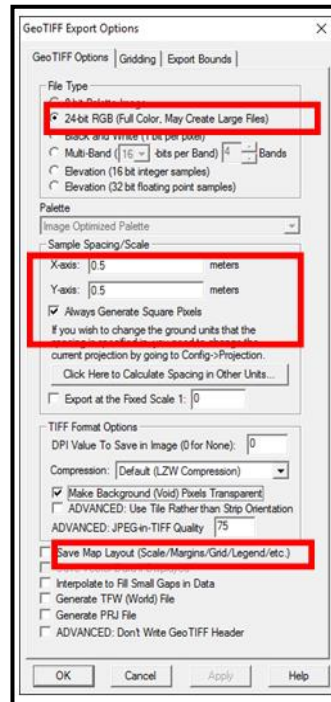 GeoTIFF Export Options
GeoTIFF Options Gridding Export Bounds
File Type
24-bit RGB (Full Color, May Create Large Files)
Black and White (1 bit per pixel)
Multi-Band ( 16 -bits per Band) 4 Bands
Elevation (16 bit integer samples)
Elevation (32 bit floating point samples)
Palette
Image Optimized Palette
Sample Spacing/Scale
X-axis: 0.5 meters
Y-axis: 0.5 meters
Always Generate Square Pixels
If you wish to change the ground units that the
spacing is specified in, you need to change the
current projection by going to Config->Projection.
Click Here to Calculate Spacing in Other Units...
Export at the Fixed Scale 1: 0
TIFF Format Options
DPI Value To Save in Image (0 for None): 0
Compression: Default (LZW Compression)
Make Background (Void) Pixels Transparent
ADVANCED: Use Tile Rather than Strip Orientation
ADVANCED: JPEG-in-TIFF Quality 75
Save Map Layout (Scale/Margins/Grid/Legend/etc.)
Interpolate to Fill Small Gaps in Data
Generate TFW (World) File
Generate PRJ File
ADVANCED: Don't Write GeoTIFF Header
OK Cancel Apply Help